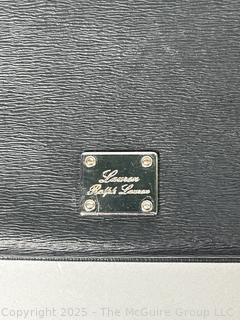 Lauren
Ralph Lauren
Copyright 2025 - The McGuire Group LLC